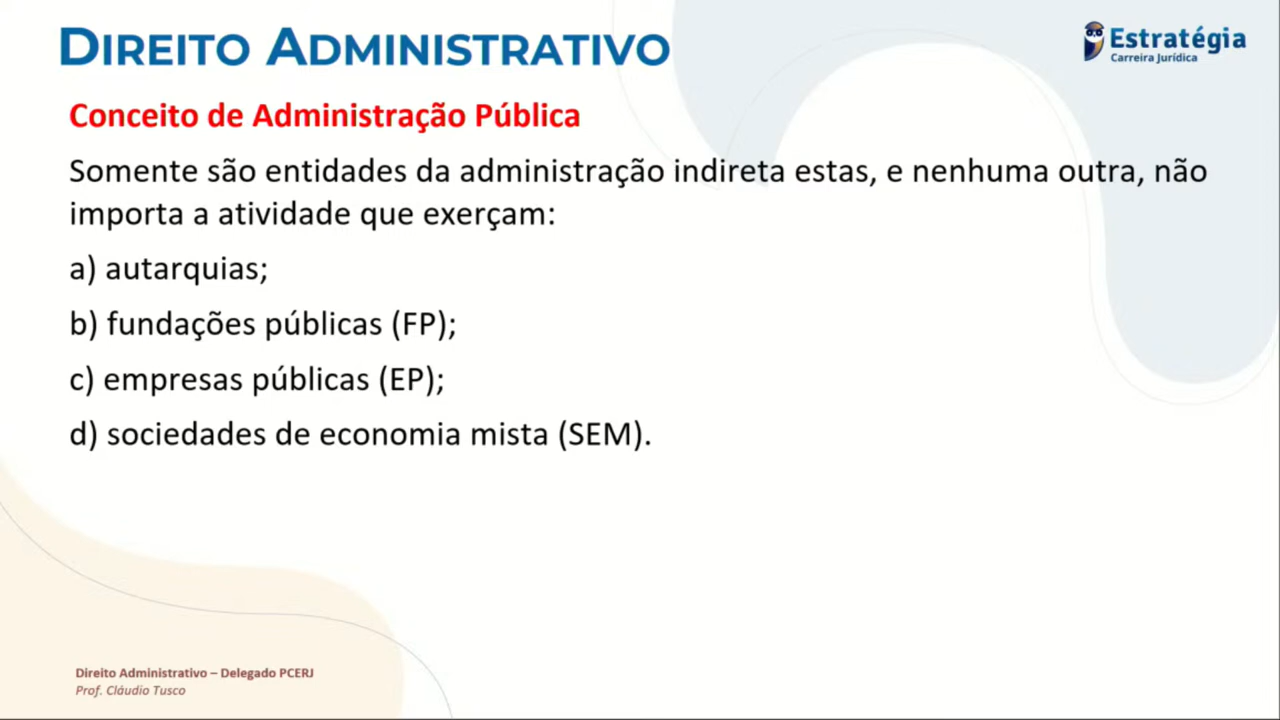 DIREITO ADMINISTRATIVO
Estratégia
Carreira Jurídica
Conceito de Administração Pública
Somente são entidades da administração indireta estas, e nenhuma outra, não
importa a atividade que exerçam:
a) autarquias;
b) fundações públicas (FP);
c) empresas públicas (EP);
d) sociedades de economia mista (SEM).
Direito Administrativo – Delegado PCERJ
Prof. Cláudio Tusco